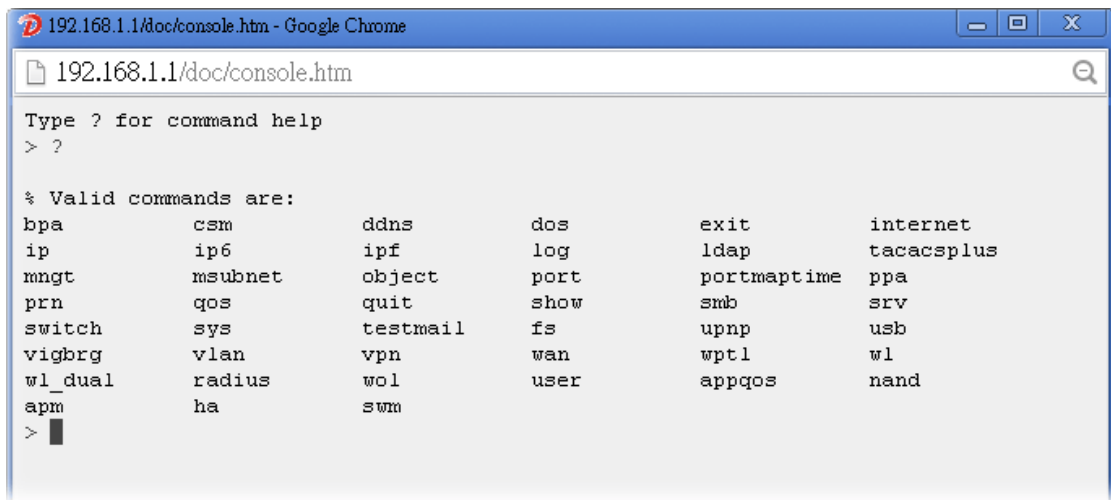 192.168.1.1/doc/console.htm - Google Chrome
192.168.1.1/doc/console.htm
Type ? for command help
> ?
% Valid commands are:
bpa csm ddns dos exit internet
ip ip6 ipf log ldap tacacsplus
mngt msubnet object port portmaptime ppa
prn qos quit show smb srv
switch sys testmail fs upnp usb
vigbrg vlan vpn wan wptl wl
wl_dual radius wol user appqos nand
apm ha swm
>